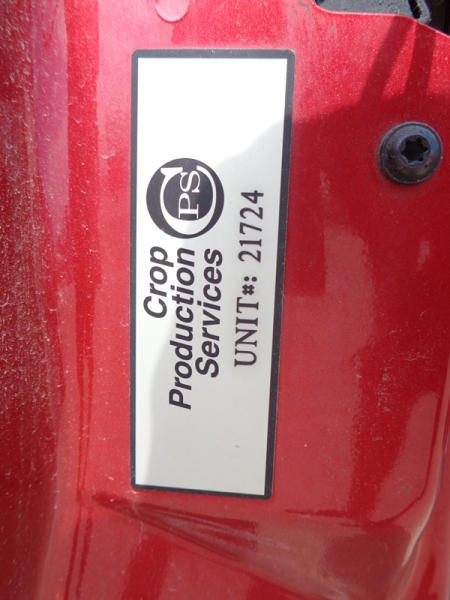 CPS
Crop
Production
Services
UNIT#: 21724